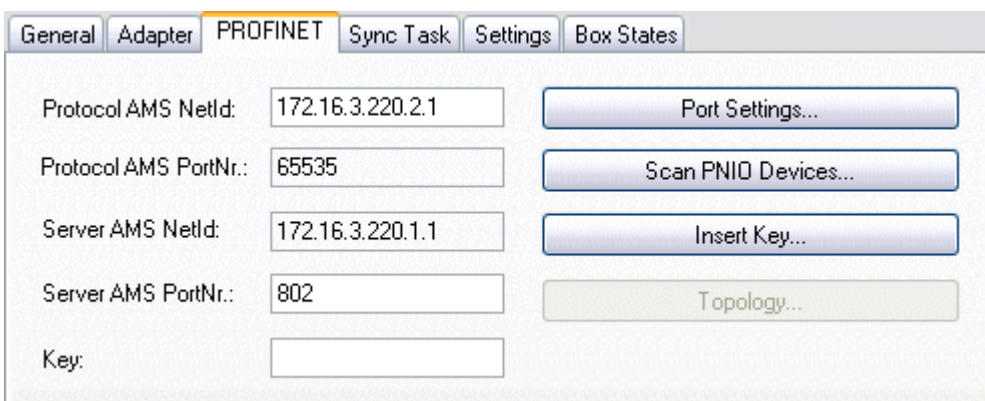 General Adapter PROFINET Sync Task Settings Box States
Protocol AMS NetId: 172.16.3.220.2.1 Port Settings...
Protocol AMS PortNr.: 65535 Scan PNIO Devices...
Server AMS NetId: 172.16.3.220.1.1 Insert Key...
Server AMS PortNr.: 802 Topology...
Key: